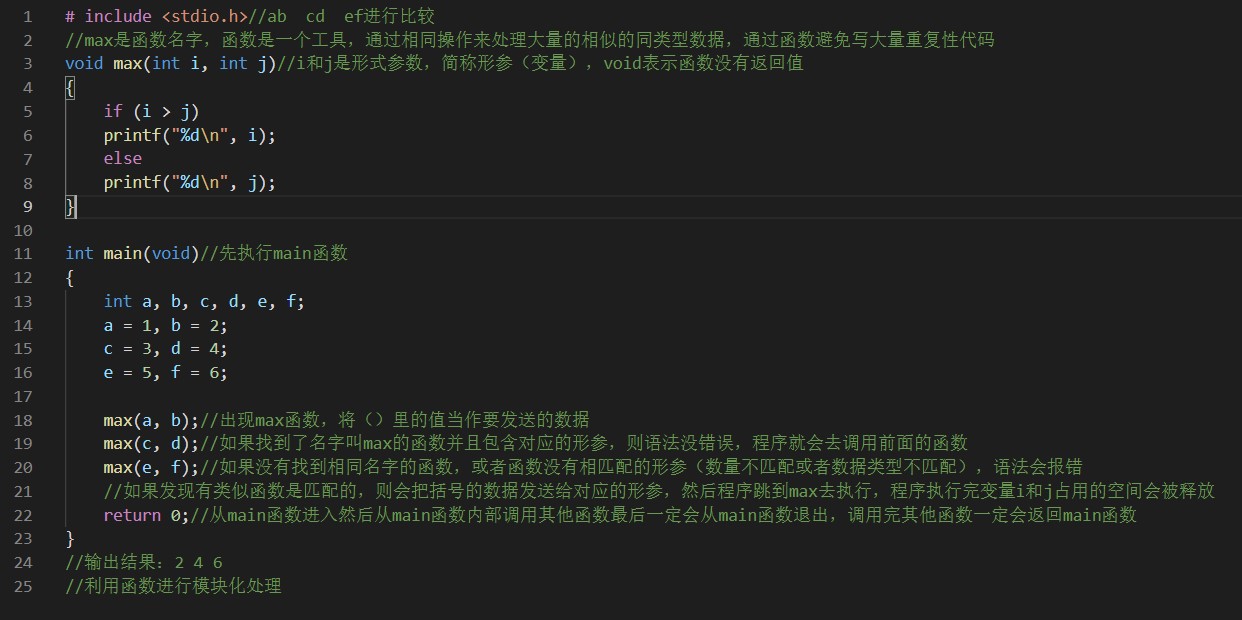 1 # include <stdio.h>//ab  cd  ef进行比较
2 //max是函数名字，函数是一个工具，通过相同操作来处理大量的相似的同类型数据，通过函数避免写大量重复性代码
3 void max(int i, int j)//i和j是形式参数，简称形参（变量），void表示函数没有返回值
4 {
5     if (i > j)
6     printf("%d\n", i);
7     else
8     printf("%d\n", j);
9 }
10
11 int main(void)//先执行main函数
12 {
13     int a, b, c, d, e, f;
14     a = 1, b = 2;
15     c = 3, d = 4;
16     e = 5, f = 6;
17
18     max(a, b);//出现max函数，将（）里的值当作要发送的数据
19     max(c, d);//如果找到了名字叫max的函数并且包含对应的形参，则语法没错误，程序就会去调用前面的函数
20     max(e, f);//如果没有找到相同名字的函数，或者函数没有相匹配的形参（数量不匹配或者数据类型不匹配），语法会报错
21     //如果发现有类似函数是匹配的，则会把括号的数据发送给对应的形参，然后程序跳到max去执行，程序执行完变量i和j占用的空间会被释放
22     return 0;//从main函数进入然后从main函数内部调用其他函数最后一定会从main函数退出，调用完其他函数一定会返回main函数
23 }
24 //输出结果：2 4 6
25 //利用函数进行模块化处理